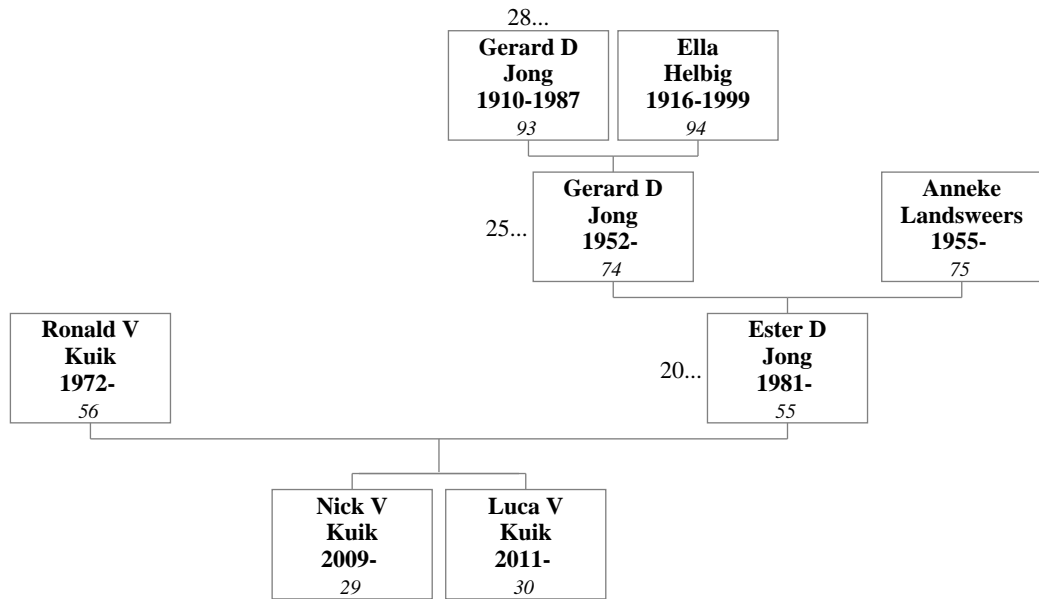 28...
Gerard D
Jong
1910-1987
93
Ella
Helbig
1916-1999
94
25...
Gerard D
Jong
1952-
74
Anneke
Landsweers
1955-
75
Ronald V
Kuik
1972-
56
20...
Ester D
Jong
1981-
55
Nick V
Kuik
2009-
29
Luca V
Kuik
2011-
30